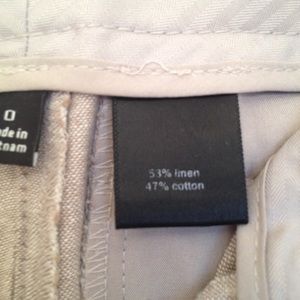 0
ade in
tnam
53% linen
47% cotton